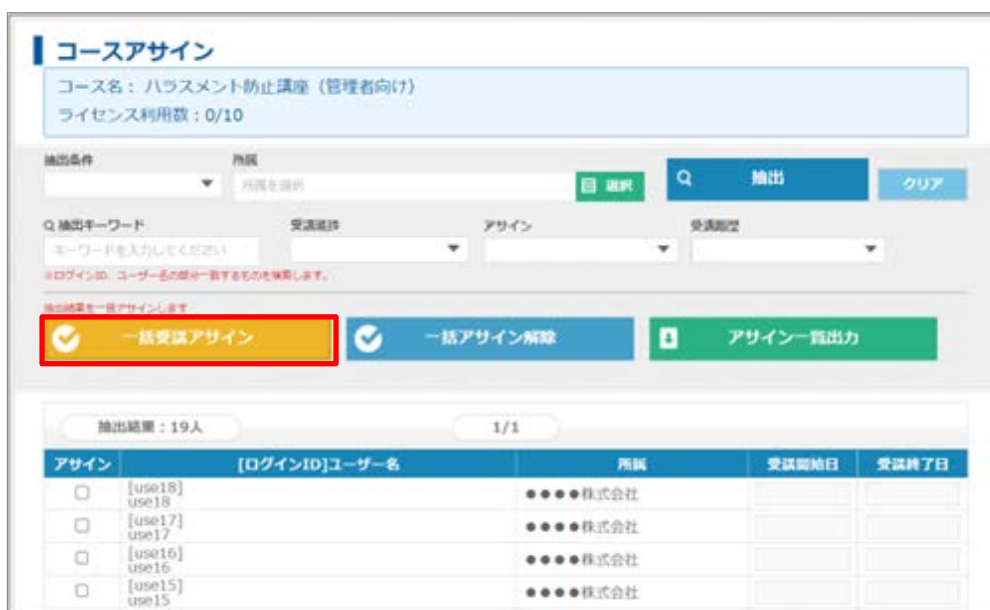 コースアサイン
コース名： ハラスメント防止講座（管理者向け）
ライセンス利用数：0/10
抽出条件 所属
所属を選択 選択 抽出 クリア
抽出キーワード 受講進捗 アサイン 受講履歴
キーワードを入力してください
※ログインID、ユーザー名の部分一致するものを検索します。
抽出結果を一括アサインします
一括受講アサイン 一括アサイン解除 アサイン一覧出力
抽出結果：19人 1/1
アサイン [ログインID]ユーザー名 所属 受講開始日 受講終了日
[use18]
use18 ●●●●株式会社
[use17]
use17 ●●●●株式会社
[use16]
use16 ●●●●株式会社
[use15]
use15 ●●●●株式会社